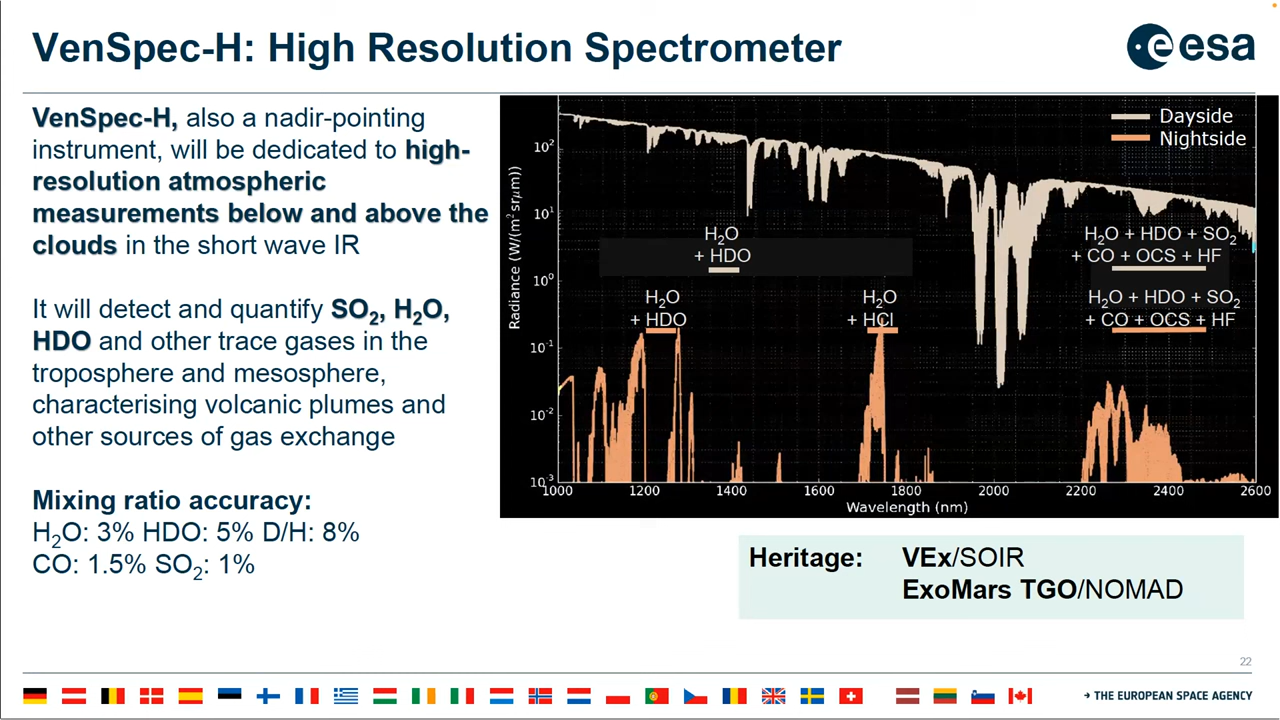 VenSpec-H: High Resolution Spectrometer
esa
VenSpec-H, also a nadir-pointing
instrument, will be dedicated to high-
resolution atmospheric
measurements below and above the
clouds in the short wave IR
It will detect and quantify SO₂, H₂O,
HDO and other trace gases in the
troposphere and mesosphere,
characterising volcanic plumes and
other sources of gas exchange
Mixing ratio accuracy:
H₂O: 3% HDO: 5% D/H: 8%
CO: 1.5% SO₂: 1%
Dayside
Nightside
Radiance (W/(m² srμm))
10²
10¹
10⁰
10⁻¹
10⁻²
10⁻³
H₂O
+ HDO
H₂O + HDO + SO₂
+ CO + OCS + HF
H₂O
+ HDO
H₂O
+ HCl
H₂O + HDO + SO₂
+ CO + OCS + HF
1000 1200 1400 1600 1800 2000 2200 2400 2600
Wavelength (nm)
Heritage: VEx/SOIR
ExoMars TGO/NOMAD
22
→ THE EUROPEAN SPACE AGENCY